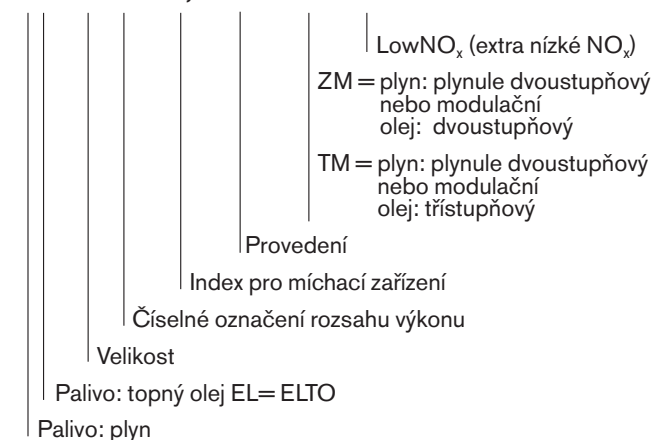 LowNOx (extra nízké NOx)
ZM = plyn: plynule dvoustupňový
nebo modulační
olej: dvoustupňový
TM = plyn: plynule dvoustupňový
nebo modulační
olej: třístupňový
Provedení
Index pro míchací zařízení
Číselné označení rozsahu výkonu
Velikost
Palivo: topný olej EL= ELTO
Palivo: plyn